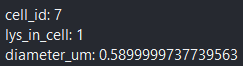 cell_id: 7
lys_in_cell: 1
diameter_um: 0.5899999737739563